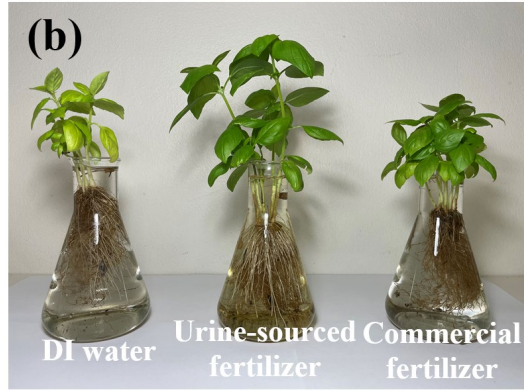 (b)
DI water
Urine-sourced
fertilizer
Commercial
fertilizer